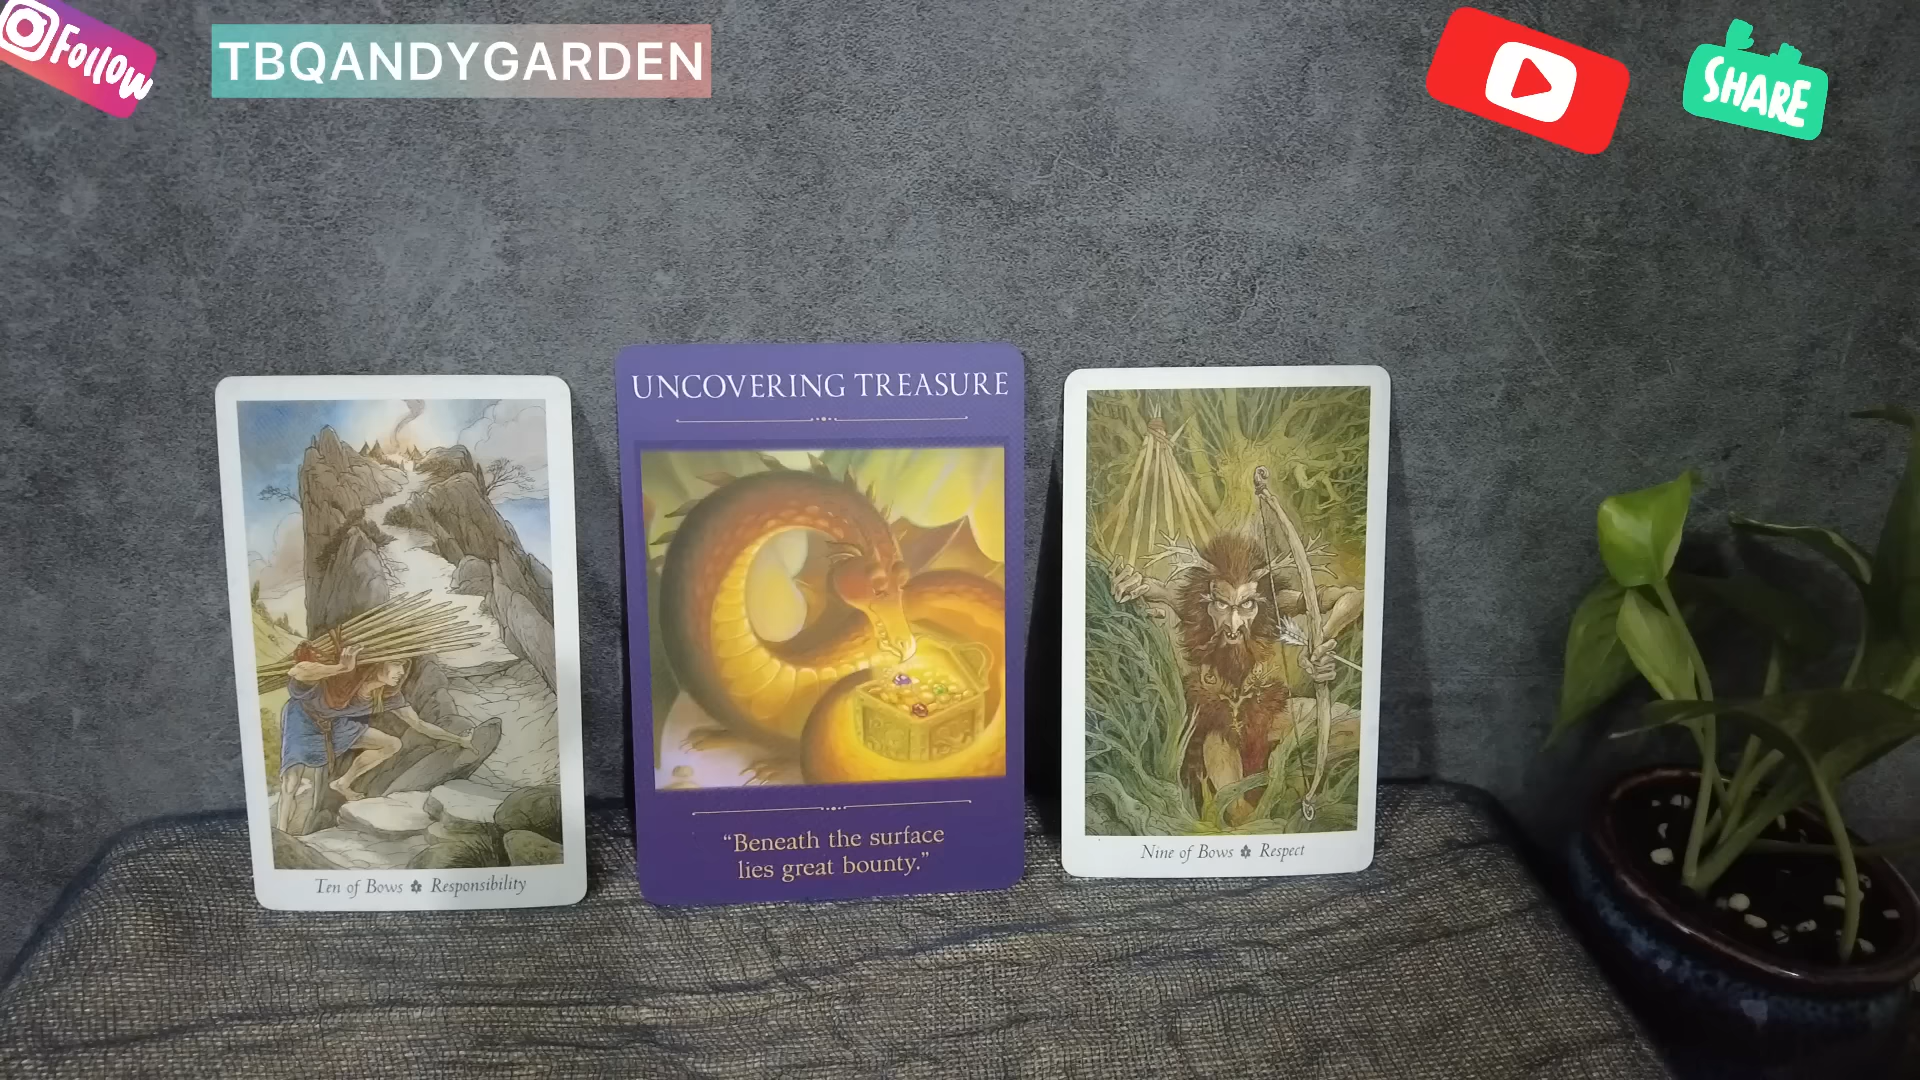 Follow
TBQANDYGARDEN
SHARE
UNCOVERING TREASURE
"Beneath the surface
lies great bounty."
Ten of Bows Responsibility
Nine of Bows Respect